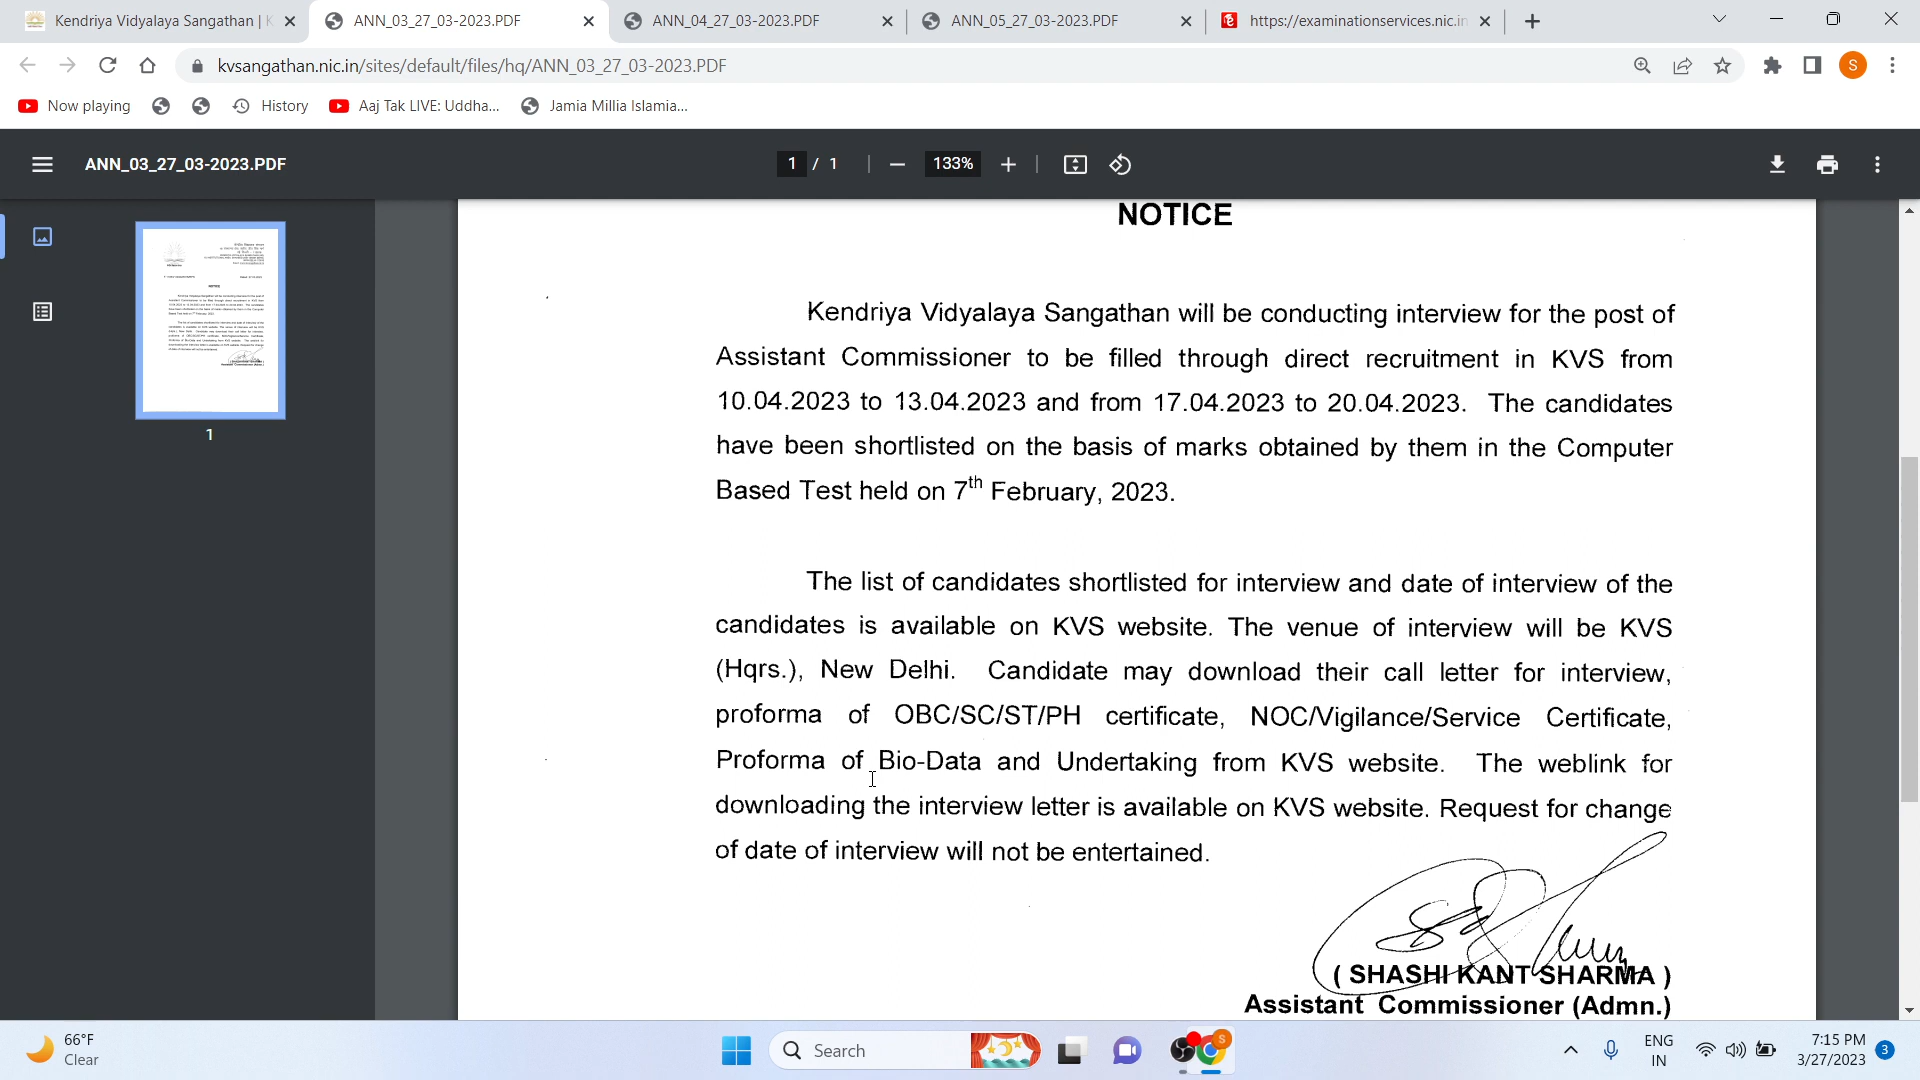 Kendriya Vidyalaya Sangathan | K
ANN_03_27_03-2023.PDF
ANN_04_27_03-2023.PDF
ANN_05_27_03-2023.PDF
https://examinationservices.nic.in
kvsangathan.nic.in/sites/default/files/hq/ANN_03_27_03-2023.PDF
S
Now playing
History
Aaj Tak LIVE: Uddha...
Jamia Millia Islamia...
ANN_03_27_03-2023.PDF
1 / 1
133%
1
NOTICE
Kendriya Vidyalaya Sangathan will be conducting interview for the post of
Assistant Commissioner to be filled through direct recruitment in KVS from
10.04.2023 to 13.04.2023 and from 17.04.2023 to 20.04.2023. The candidates
have been shortlisted on the basis of marks obtained by them in the Computer
Based Test held on 7th February, 2023.
The list of candidates shortlisted for interview and date of interview of the
candidates is available on KVS website. The venue of interview will be KVS
(Hqrs.), New Delhi. Candidate may download their call letter for interview,
proforma of OBC/SC/ST/PH certificate, NOC/Vigilance/Service Certificate,
Proforma of Bio-Data and Undertaking from KVS website. The weblink for
downloading the interview letter is available on KVS website. Request for change
of date of interview will not be entertained.
( SHASHI KANT SHARMA )
Assistant Commissioner (Admn.)
66°F
Clear
Search
S
ENG
IN
7:15 PM
3/27/2023
3